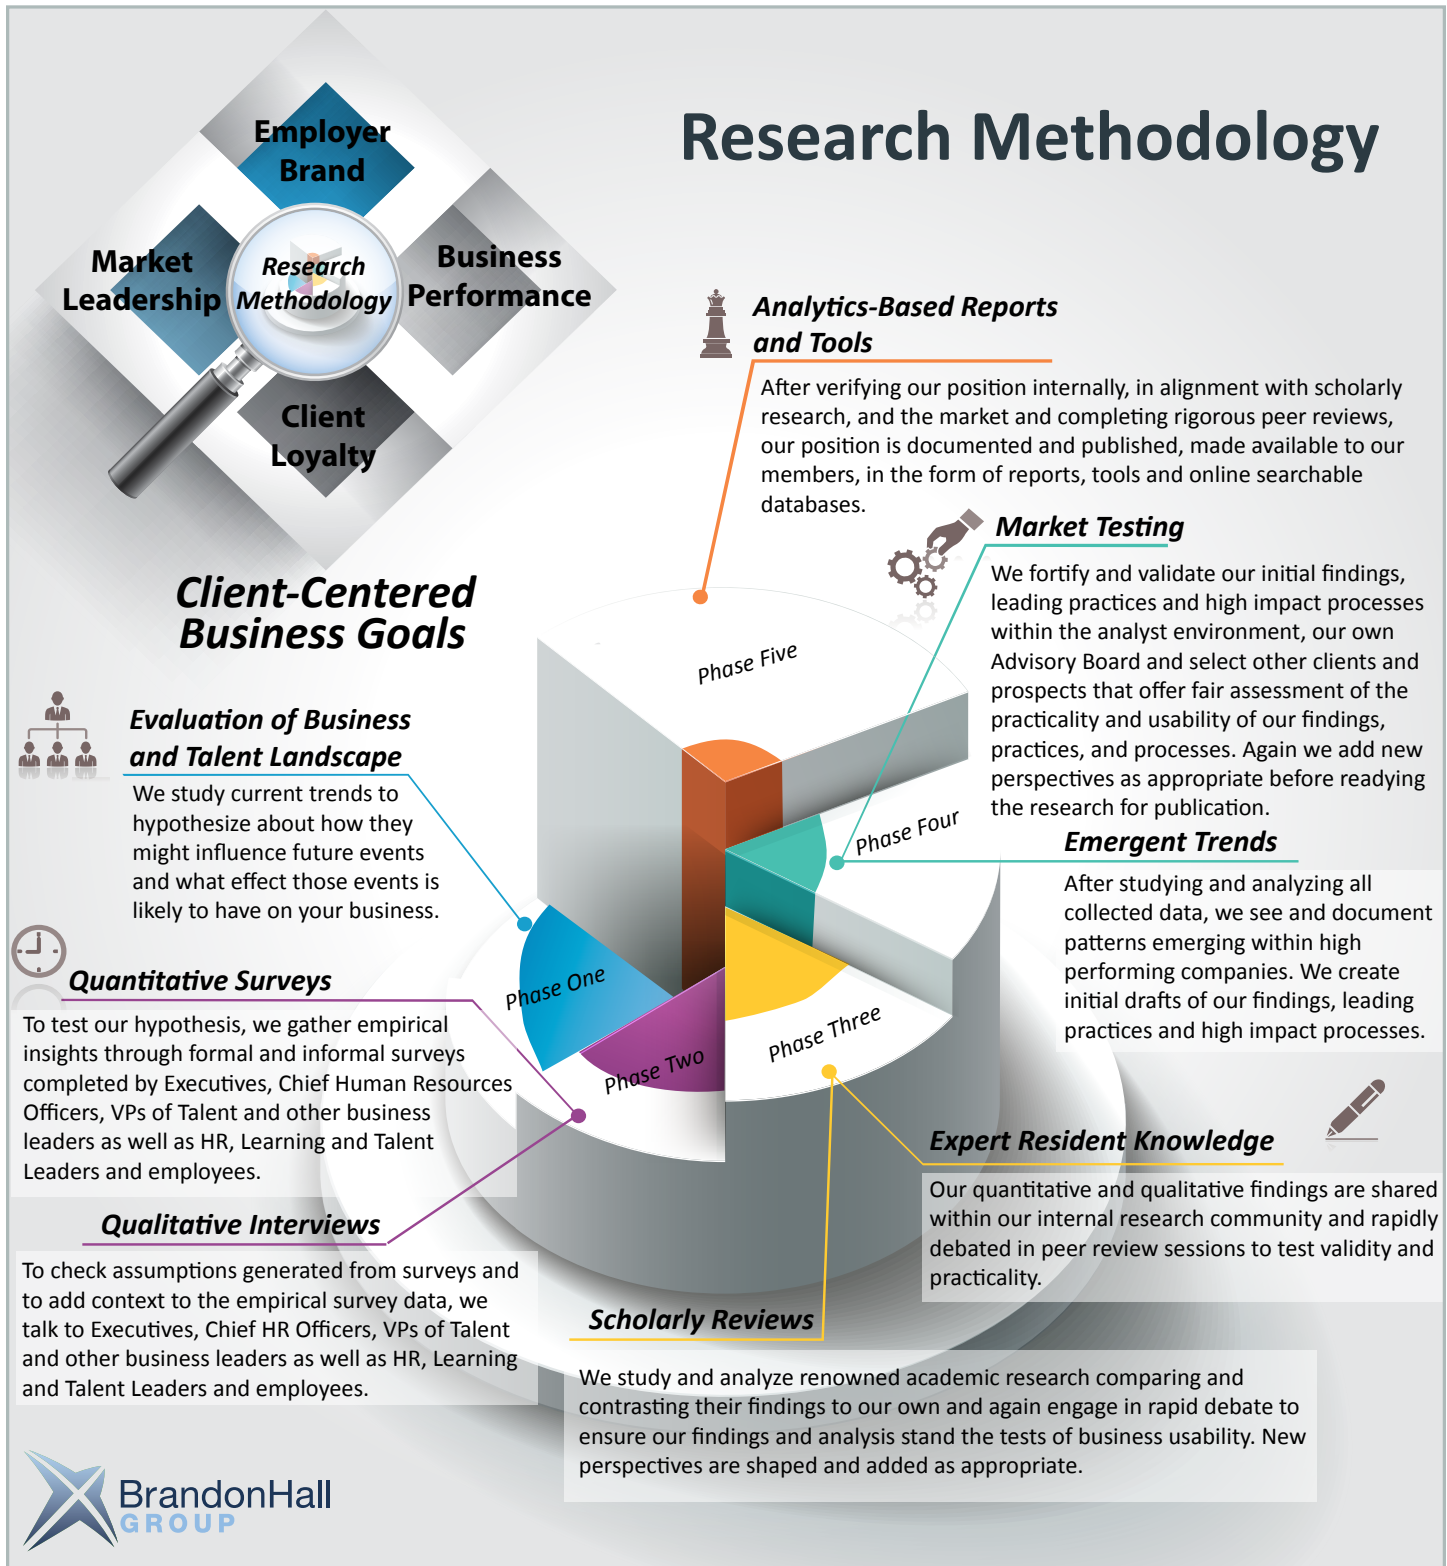 Research Methodology
Employer
Brand
Market
Leadership
Research
Methodology
Business
Performance
Client
Loyalty
Client-Centered
Business Goals
Analytics-Based Reports
and Tools
After verifying our position internally, in alignment with scholarly
research, and the market and completing rigorous peer reviews,
our position is documented and published, made available to our
members, in the form of reports, tools and online searchable
databases.
Market Testing
We fortify and validate our initial findings,
leading practices and high impact processes
within the analyst environment, our own
Advisory Board and select other clients and
prospects that offer fair assessment of the
practicality and usability of our findings,
practices, and processes. Again we add new
perspectives as appropriate before readying
the research for publication.
Emergent Trends
After studying and analyzing all
collected data, we see and document
patterns emerging within high
performing companies. We create
initial drafts of our findings, leading
practices and high impact processes.
Phase Five
Phase Four
Phase One
Phase Two
Phase Three
Evaluation of Business
and Talent Landscape
We study current trends to
hypothesize about how they
might influence future events
and what effect those events is
likely to have on your business.
Quantitative Surveys
To test our hypothesis, we gather empirical
insights through formal and informal surveys
completed by Executives, Chief Human Resources
Officers, VPs of Talent and other business
leaders as well as HR, Learning and Talent
Leaders and employees.
Qualitative Interviews
To check assumptions generated from surveys and
to add context to the empirical survey data, we
talk to Executives, Chief HR Officers, VPs of Talent
and other business leaders as well as HR, Learning
and Talent Leaders and employees.
Expert Resident Knowledge
Our quantitative and qualitative findings are shared
within our internal research community and rapidly
debated in peer review sessions to test validity and
practicality.
Scholarly Reviews
We study and analyze renowned academic research comparing and
contrasting their findings to our own and again engage in rapid debate to
ensure our findings and analysis stand the tests of business usability. New
perspectives are shaped and added as appropriate.
BrandonHall
GROUP